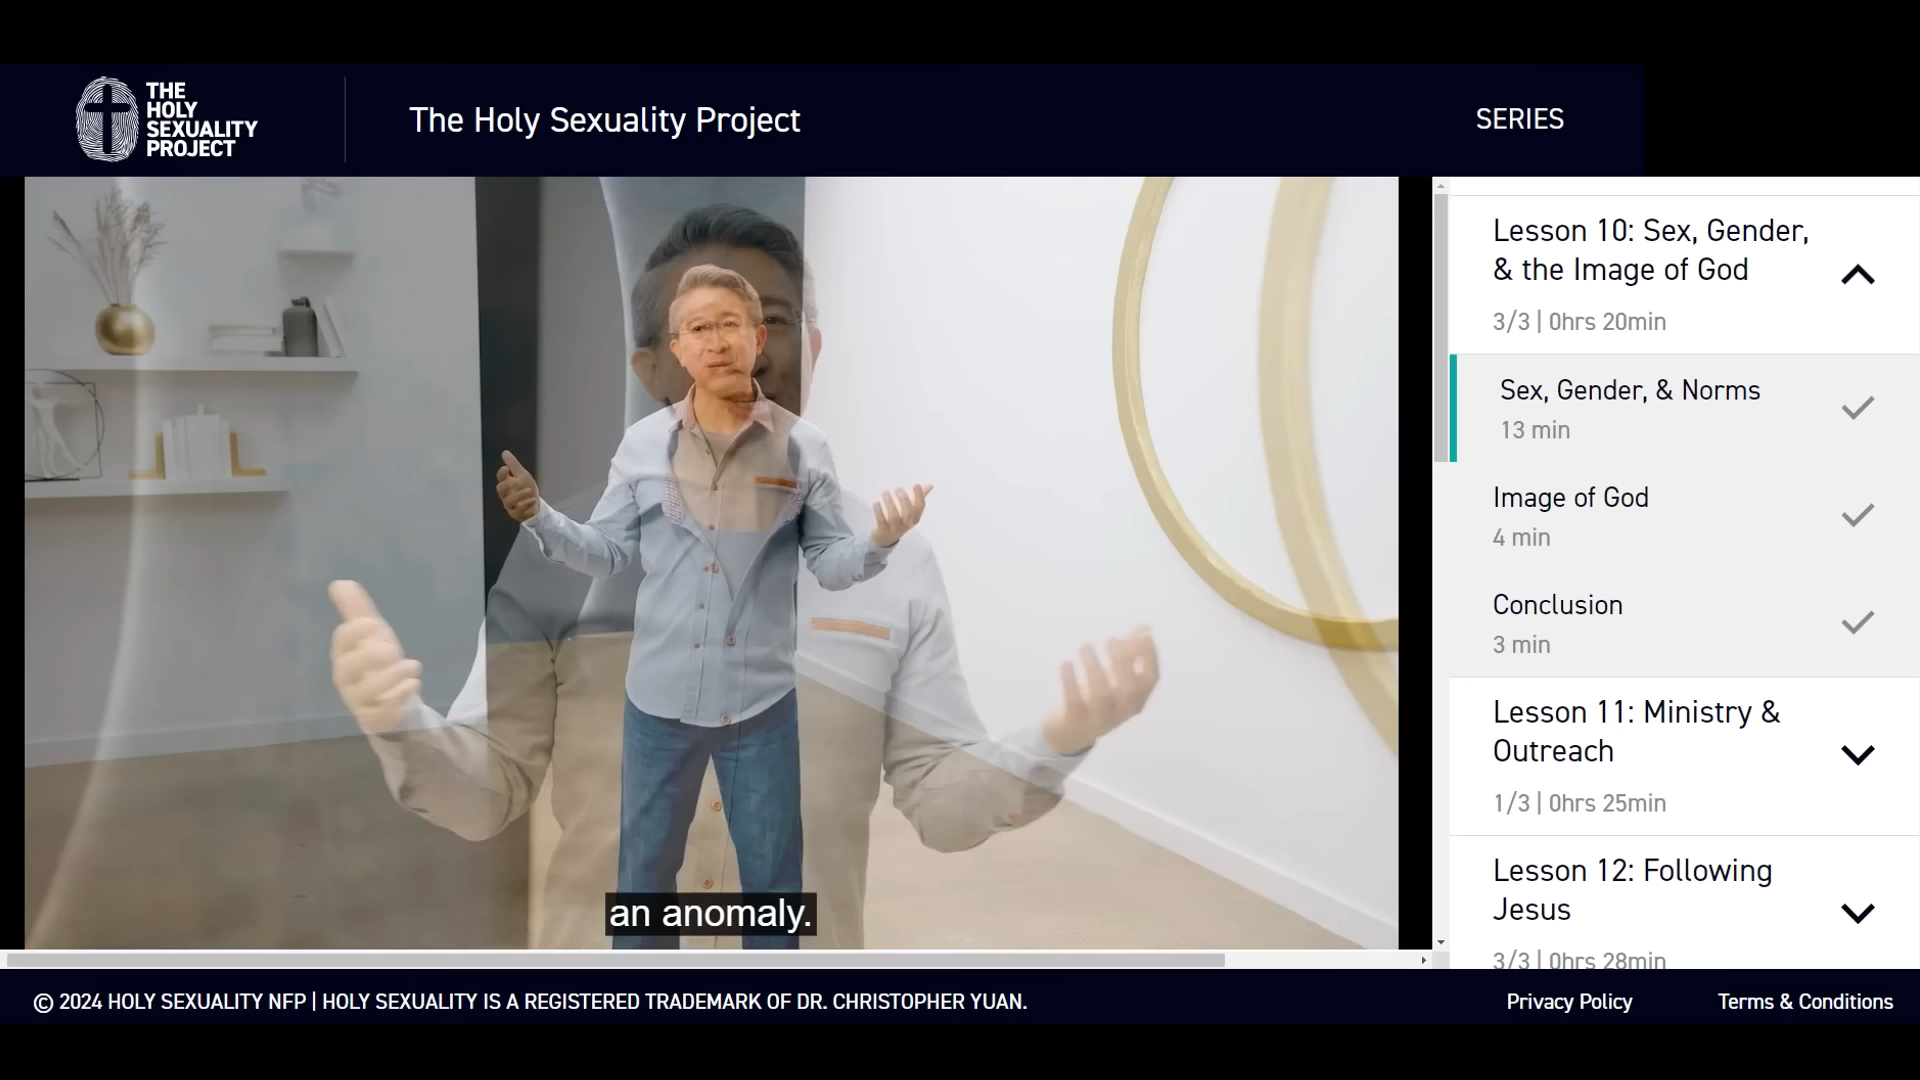 THE
HOLY
SEXUALITY
PROJECT
The Holy Sexuality Project
SERIES
an anomaly.
Lesson 10: Sex, Gender,
& the Image of God
3/3 | 0hrs 20min
Sex, Gender, & Norms
13 min
Image of God
4 min
Conclusion
3 min
Lesson 11: Ministry &
Outreach
1/3 | 0hrs 25min
Lesson 12: Following
Jesus
3/3 | 0hrs 28min
© 2024 HOLY SEXUALITY NFP | HOLY SEXUALITY IS A REGISTERED TRADEMARK OF DR. CHRISTOPHER YUAN.
Privacy Policy
Terms & Conditions